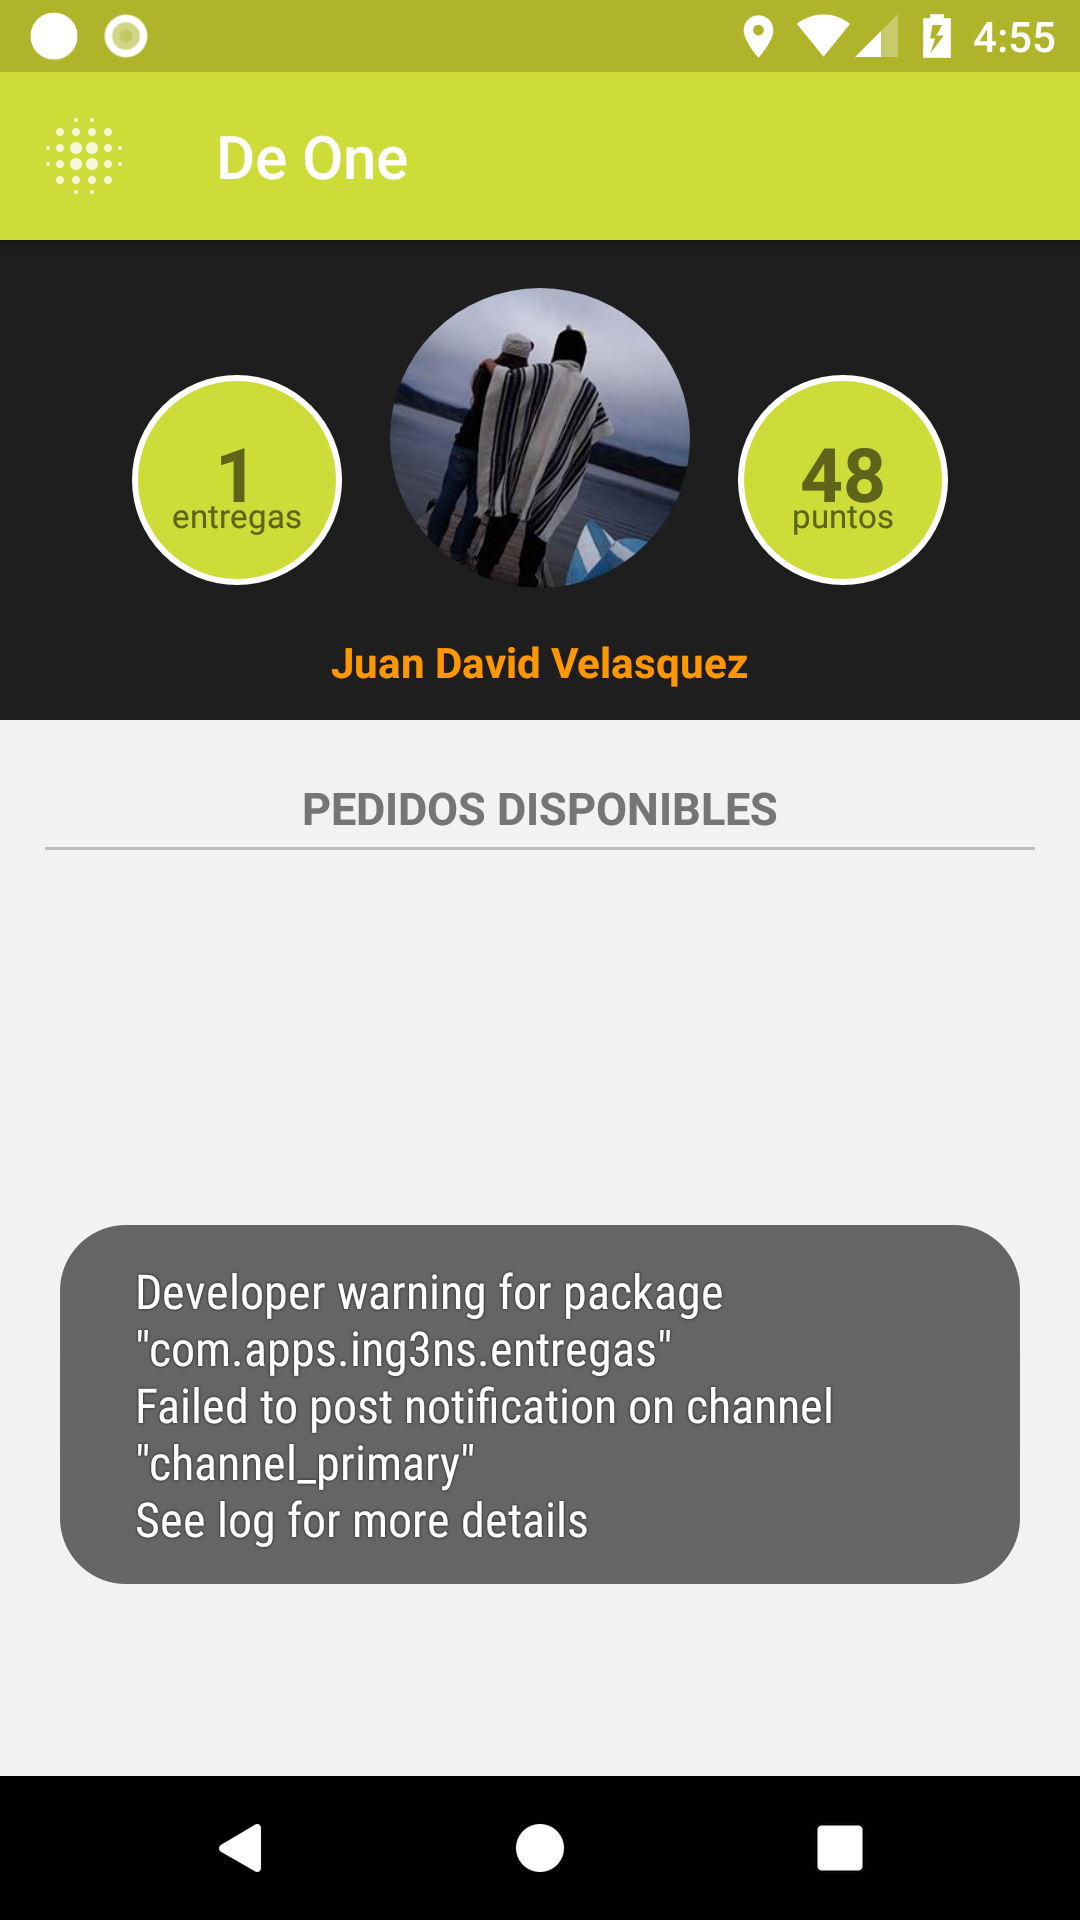 4:55
De One
1
entregas
48
puntos
Juan David Velasquez
PEDIDOS DISPONIBLES
Developer warning for package
"com.apps.ing3ns.entregas"
Failed to post notification on channel
"channel_primary"
See log for more details